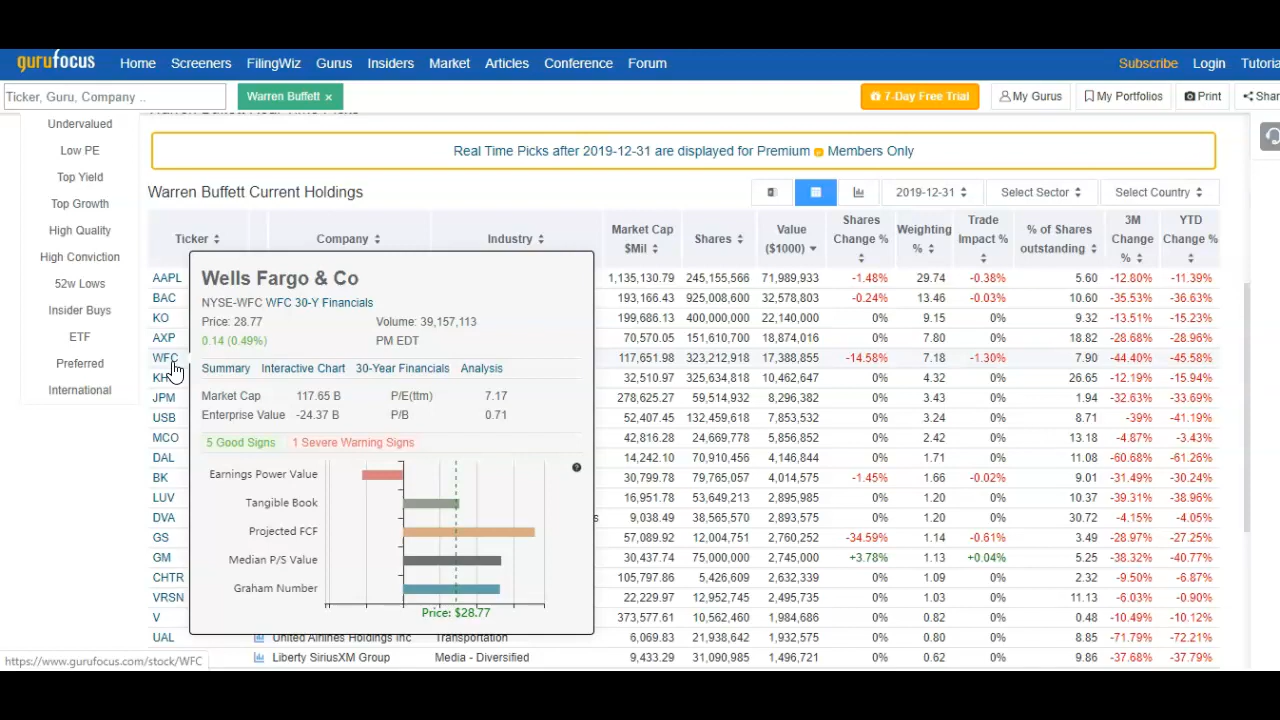 gurufocus Home Screeners FilingWiz Gurus Insiders Market Articles Conference Forum Subscribe Login Tutoria
Ticker, Guru, Company .. Warren Buffett × 7-Day Free Trial My Gurus My Portfolios Print Shar
Undervalued
Low PE
Top Yield
Top Growth
High Quality
High Conviction
52w Lows
Insider Buys
ETF
Preferred
International
Real Time Picks after 2019-12-31 are displayed for Premium Members Only
Warren Buffett Current Holdings 2019-12-31 Select Sector Select Country
Ticker Company Industry Market Cap $Mil Shares Value ($1000) Shares Change % Weighting % Trade Impact % % of Shares outstanding 3M Change % YTD Change %
AAPL 1,135,130.79 245,155,566 71,989,933 -1.48% 29.74 -0.38% 5.60 -12.80% -11.39%
BAC 193,166.43 925,008,600 32,578,803 -0.24% 13.46 -0.03% 10.60 -35.53% -36.63%
KO 199,686.13 400,000,000 22,140,000 0% 9.15 0% 9.32 -13.51% -15.23%
AXP 70,570.05 151,610,700 18,874,016 0% 7.80 0% 18.82 -28.68% -28.96%
WFC 117,651.98 323,212,918 17,388,855 -14.58% 7.18 -1.30% 7.90 -44.40% -45.58%
KH 32,510.97 325,634,818 10,462,647 0% 4.32 0% 26.65 -12.19% -15.94%
JPM 278,625.27 59,514,932 8,296,382 0% 3.43 0% 1.94 -32.63% -33.69%
USB 52,407.45 132,459,618 7,853,532 0% 3.24 0% 8.71 -39% -41.19%
MCO 42,816.28 24,669,778 5,856,852 0% 2.42 0% 13.18 -4.87% -3.43%
DAL 14,242.10 70,910,456 4,146,844 0% 1.71 0% 11.08 -60.68% -61.26%
BK 30,799.78 79,765,057 4,014,575 -1.45% 1.66 -0.02% 9.01 -31.49% -30.24%
LUV 16,951.78 53,649,213 2,895,985 0% 1.20 0% 10.37 -39.31% -38.96%
DVA s 9,038.49 38,565,570 2,893,575 0% 1.20 0% 30.72 -4.15% -4.05%
GS 57,089.92 12,004,751 2,760,252 -34.59% 1.14 -0.61% 3.49 -28.97% -27.25%
GM 30,437.74 75,000,000 2,745,000 +3.78% 1.13 +0.04% 5.25 -38.32% -40.77%
CHTR 105,797.86 5,426,609 2,632,339 0% 1.09 0% 2.32 -9.50% -6.87%
VRSN 22,229.97 12,952,745 2,495,735 0% 1.03 0% 11.13 -6.03% -0.90%
V 373,577.61 10,562,460 1,984,686 0% 0.82 0% 0.48 -10.49% -10.12%
UAL United Airlines Holdings Inc Transportation 6,069.83 21,938,642 1,932,575 0% 0.80 0% 8.85 -71.79% -72.21%
Liberty SiriusXM Group Media - Diversified 9,433.29 31,090,985 1,496,721 0% 0.62 0% 9.86 -37.68% -37.79%
Wells Fargo & Co
NYSE-WFC WFC 30-Y Financials
Price: 28.77 Volume: 39,157,113
0.14 (0.49%) PM EDT
Summary Interactive Chart 30-Year Financials Analysis
Market Cap 117.65 B P/E(ttm) 7.17
Enterprise Value -24.37 B P/B 0.71
5 Good Signs 1 Severe Warning Signs
Earnings Power Value
Tangible Book
Projected FCF
Median P/S Value
Graham Number
Price: $28.77
https://www.gurufocus.com/stock/WFC